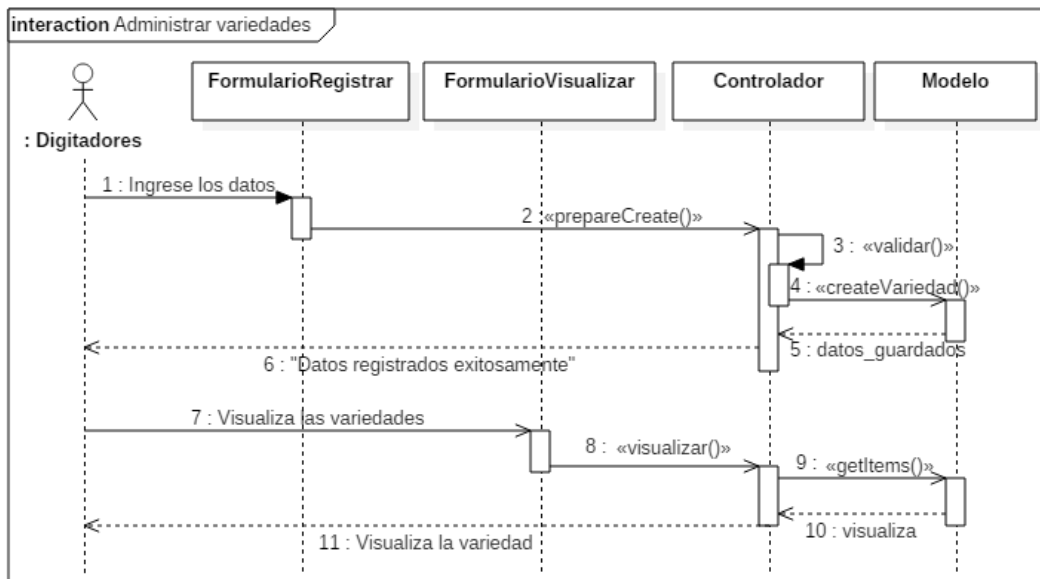 interaction Administrar variedades
FormularioRegistrar
FormularioVisualizar
Controlador
Modelo
: Digitadores
1 : Ingrese los datos
2 :«prepareCreate()»
3 : «validar()»
4 : «createVariedad()»
5 : datos_guardados
6 : "Datos registrados exitosamente"
7 : Visualiza las variedades
8 : «visualizar()»
9 : «getItems()»
10 : visualiza
11 : Visualiza la variedad